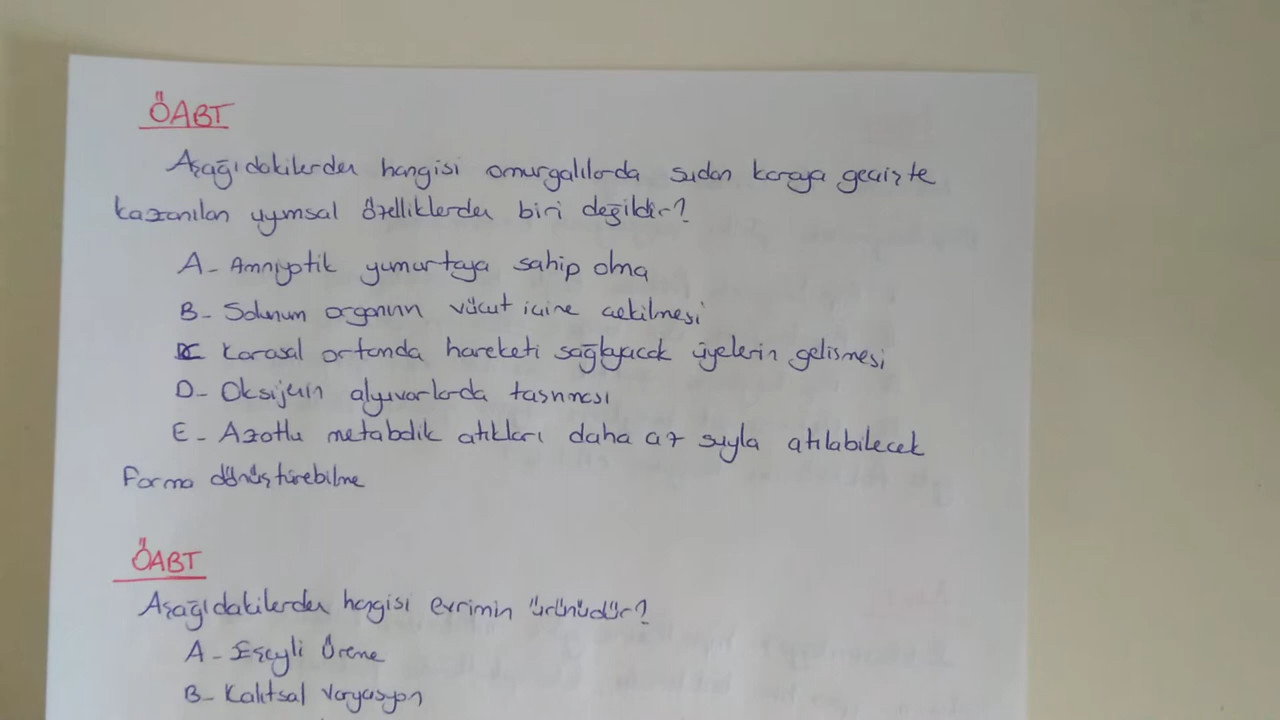 ÖABT
Aşağıdakilerden hangisi omurgalılarda sudan karaya geçişte
kazanılan uyumsal özelliklerden biri değildir?
A- Amniyotik yumurtaya sahip olma
B- Solunum organının vücut içine çekilmesi
C Karasal ortamda hareketi sağlayacak üyelerin gelişmesi
D- Oksijenin alyuvarlarda taşınması
E- Azotlu metabolik atıkları daha az suyla atılabilecek
forma dönüştürebilme
ÖABT
Aşağıdakilerden hangisi evrimin ürünüdür?
A- Eşeyli Üreme
B- Kalıtsal Varyasyon